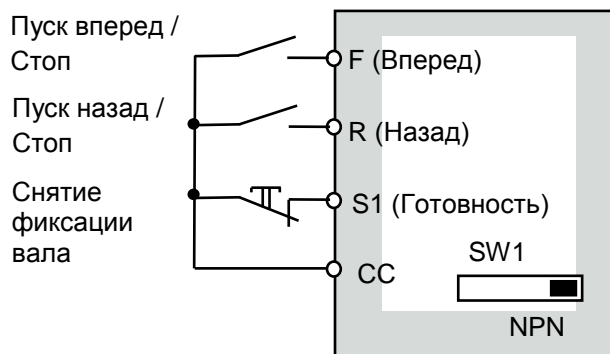 Пуск вперед /
Стоп
F (Вперед)
Пуск назад /
Стоп
R (Назад)
Снятие
фиксации
вала
S1 (Готовность)
CC
SW1
NPN